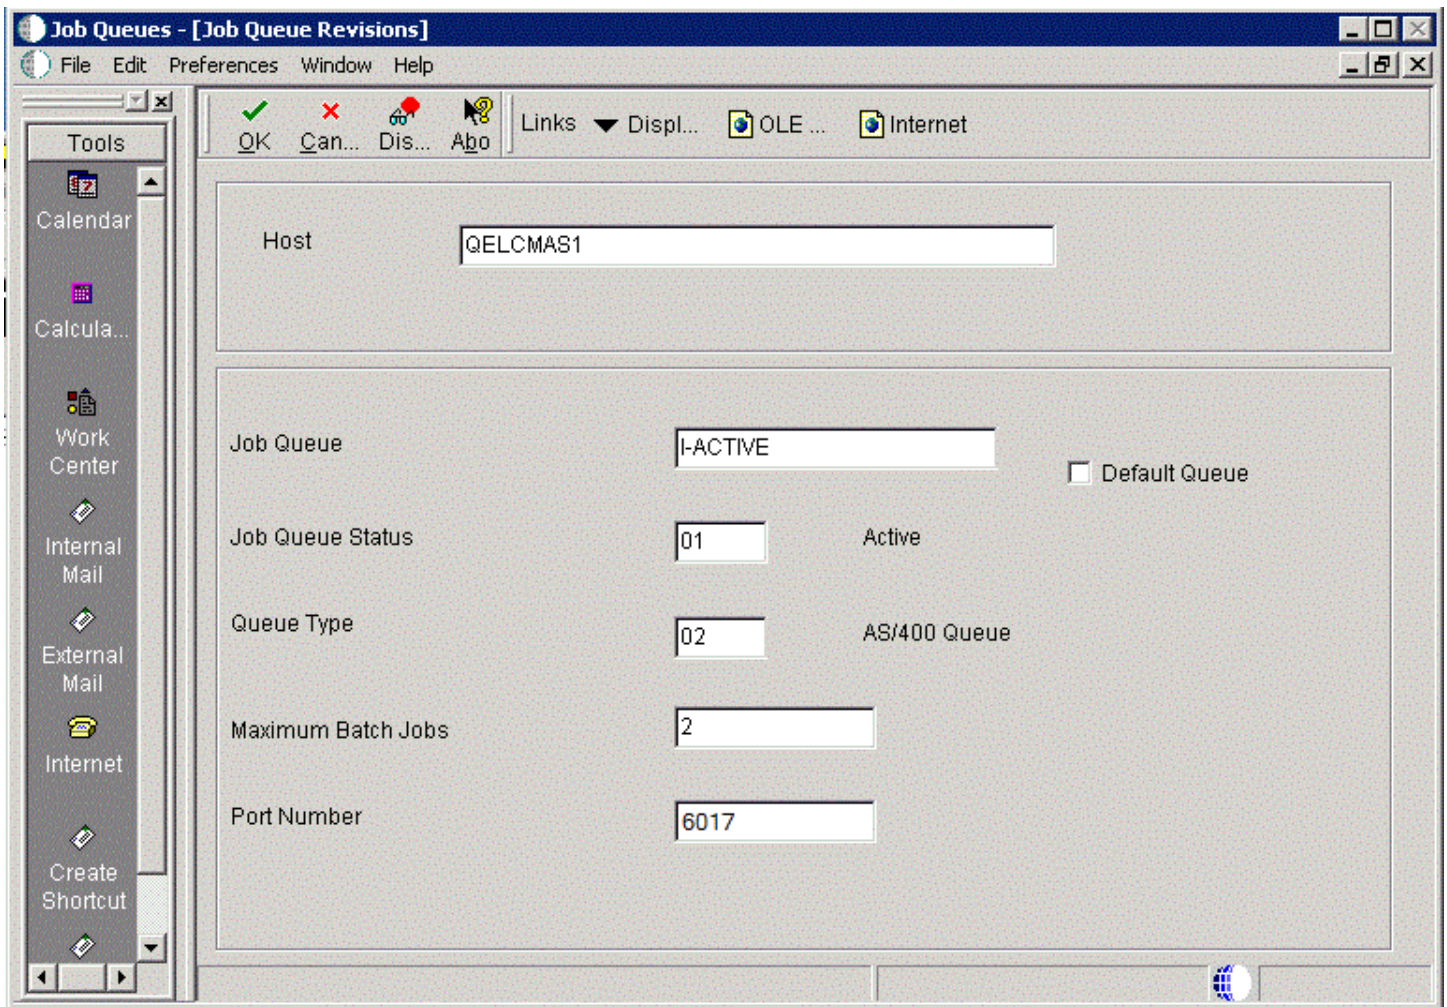 Job Queues - [Job Queue Revisions]
File Edit Preferences Window Help
Tools
OK Can... Dis... Abo Links Displ... OLE ... Internet
Calendar
Calcula...
Work
Center
Internal
Mail
External
Mail
Internet
Create
Shortcut
Host QELCMAS1
Job Queue I-ACTIVE Default Queue
Job Queue Status 01 Active
Queue Type 02 AS/400 Queue
Maximum Batch Jobs 2
Port Number 6017